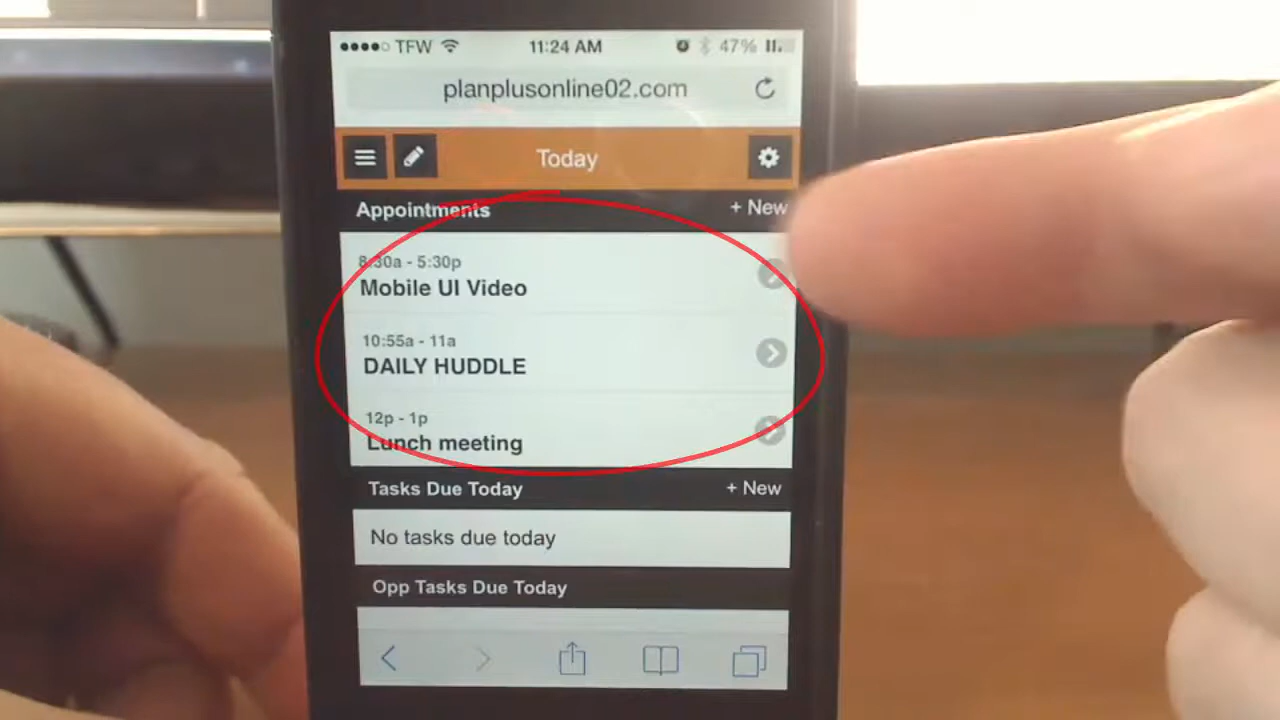 TFW 11:24 AM 47%
planplusonline02.com
Today
Appointments + New
8:30a - 5:30p
Mobile UI Video
10:55a - 11a
DAILY HUDDLE
12p - 1p
Lunch meeting
Tasks Due Today + New
No tasks due today
Opp Tasks Due Today